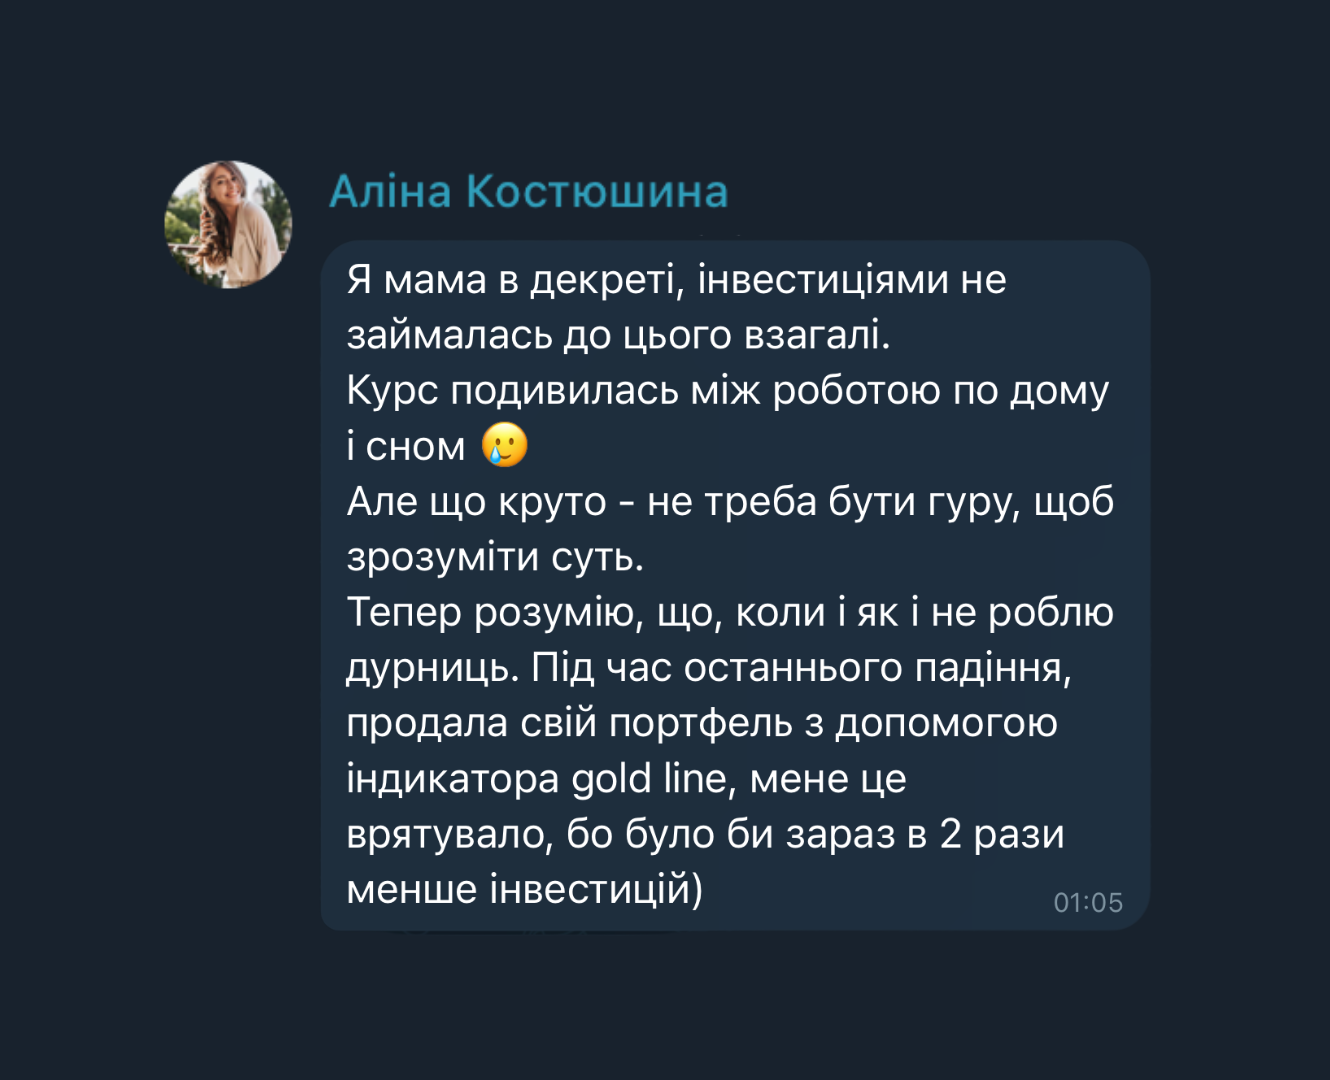 Аліна Костюшина
Я мама в декреті, інвестиціями не
займалась до цього взагалі.
Курс подивилась між роботою по дому
і сном 🥲
Але що круто - не треба бути гуру, щоб
зрозуміти суть.
Тепер розумію, що, коли і як і не роблю
дурниць. Під час останнього падіння,
продала свій портфель з допомогою
індикатора gold line, мене це
врятувало, бо було би зараз в 2 рази
менше інвестицій)
01:05